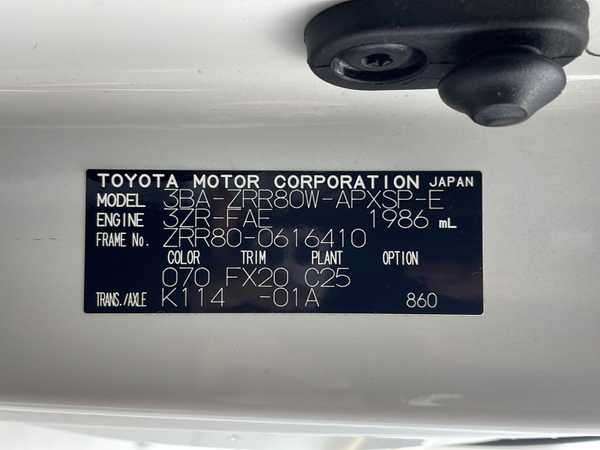 TOYOTA MOTOR CORPORATION JAPAN
MODEL 3BA-ZRR80W-APXSP-E
ENGINE 3ZR-FAE 1986 mL
FRAME No. ZRR80-0616410
COLOR TRIM PLANT OPTION
070 FX20 C25
TRANS./AXLE K114 -01A 860